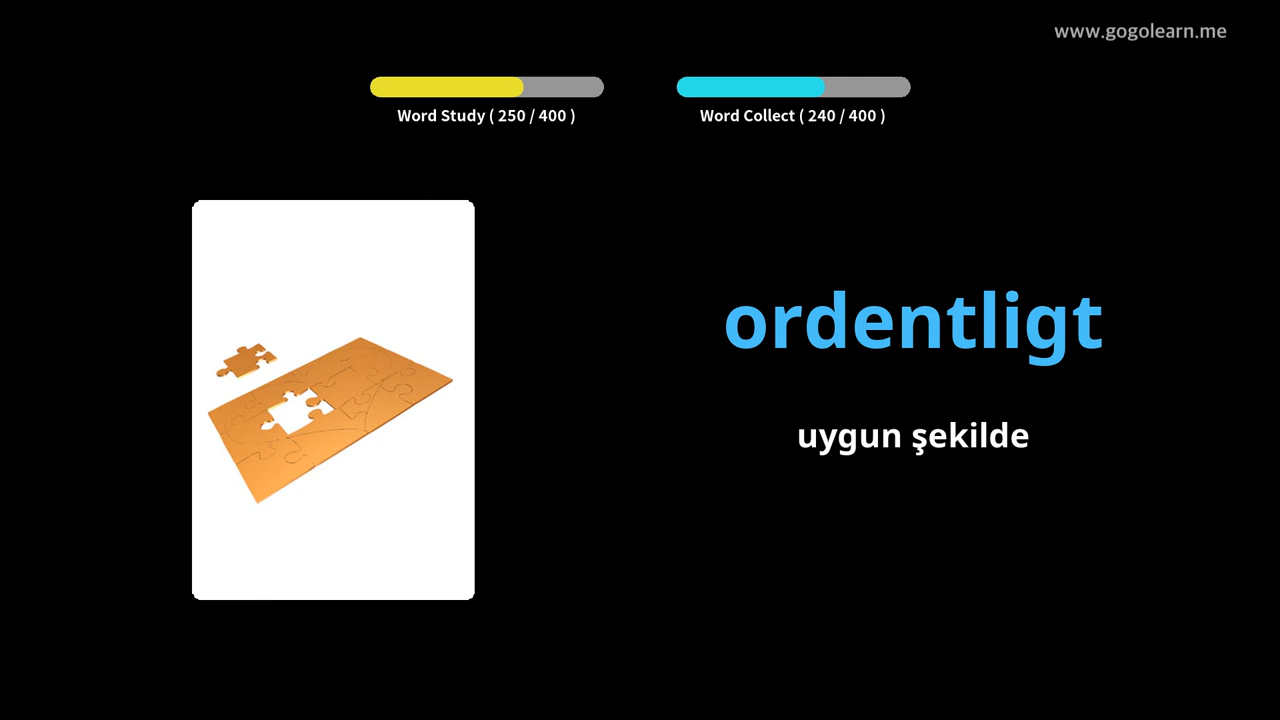 www.gogolearn.me
Word Study ( 250 / 400 )
Word Collect ( 240 / 400 )
ordentligt
uygun şekilde